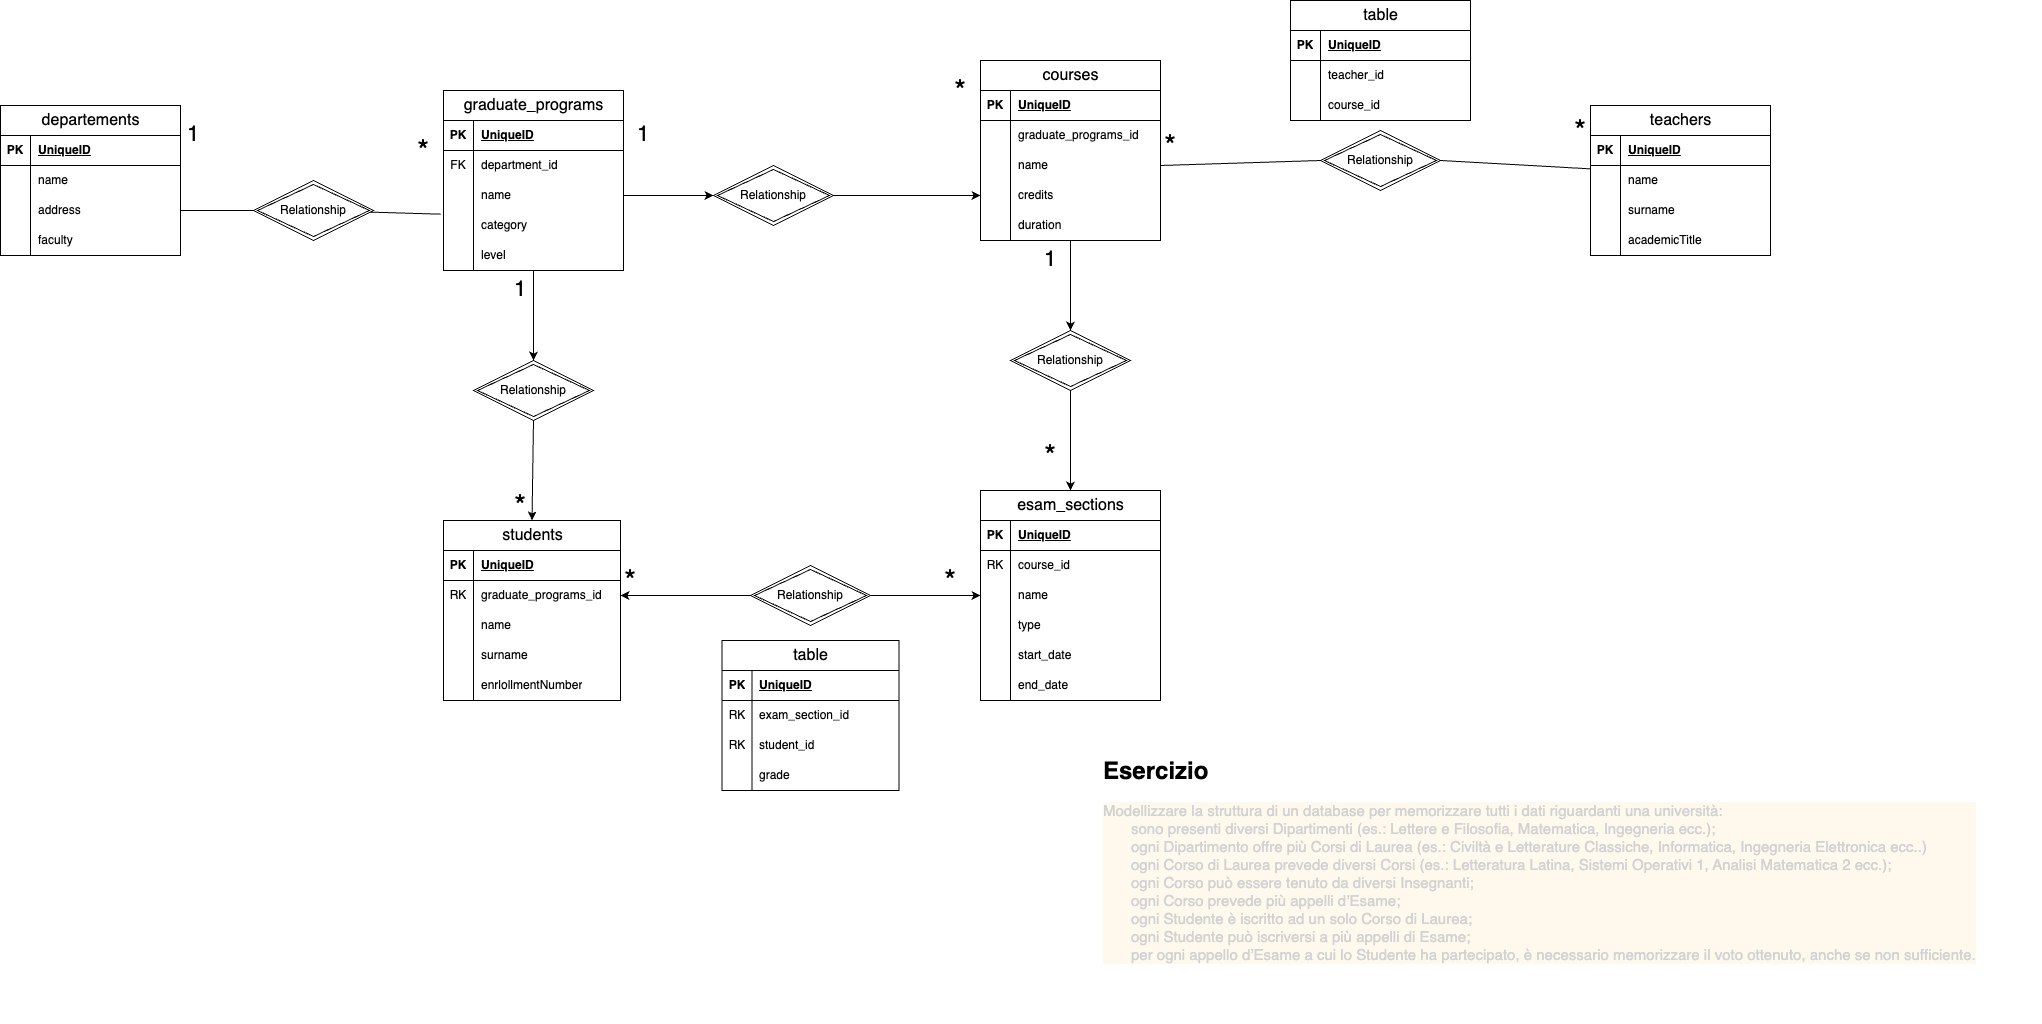 departements
PK UniqueID
name
address
faculty
1
Relationship
*
graduate_programs
PK UniqueID
FK department_id
name
category
level
1
1
Relationship
*
courses
PK UniqueID
graduate_programs_id
name
credits
duration
*
1
table
PK UniqueID
teacher_id
course_id
Relationship
*
teachers
PK UniqueID
name
surname
academicTitle
Relationship
*
students
PK UniqueID
RK graduate_programs_id
name
surname
enrlollmentNumber
*
Relationship
*
table
PK UniqueID
RK exam_section_id
RK student_id
grade
Relationship
*
esam_sections
PK UniqueID
RK course_id
name
type
start_date
end_date
Esercizio
Modellizzare la struttura di un database per memorizzare tutti i dati riguardanti una università:
sono presenti diversi Dipartimenti (es.: Lettere e Filosofia, Matematica, Ingegneria ecc.);
ogni Dipartimento offre più Corsi di Laurea (es.: Civiltà e Letterature Classiche, Informatica, Ingegneria Elettronica ecc..)
ogni Corso di Laurea prevede diversi Corsi (es.: Letteratura Latina, Sistemi Operativi 1, Analisi Matematica 2 ecc.);
ogni Corso può essere tenuto da diversi Insegnanti;
ogni Corso prevede più appelli d'Esame;
ogni Studente è iscritto ad un solo Corso di Laurea;
ogni Studente può iscriversi a più appelli di Esame;
per ogni appello d'Esame a cui lo Studente ha partecipato, è necessario memorizzare il voto ottenuto, anche se non sufficiente.